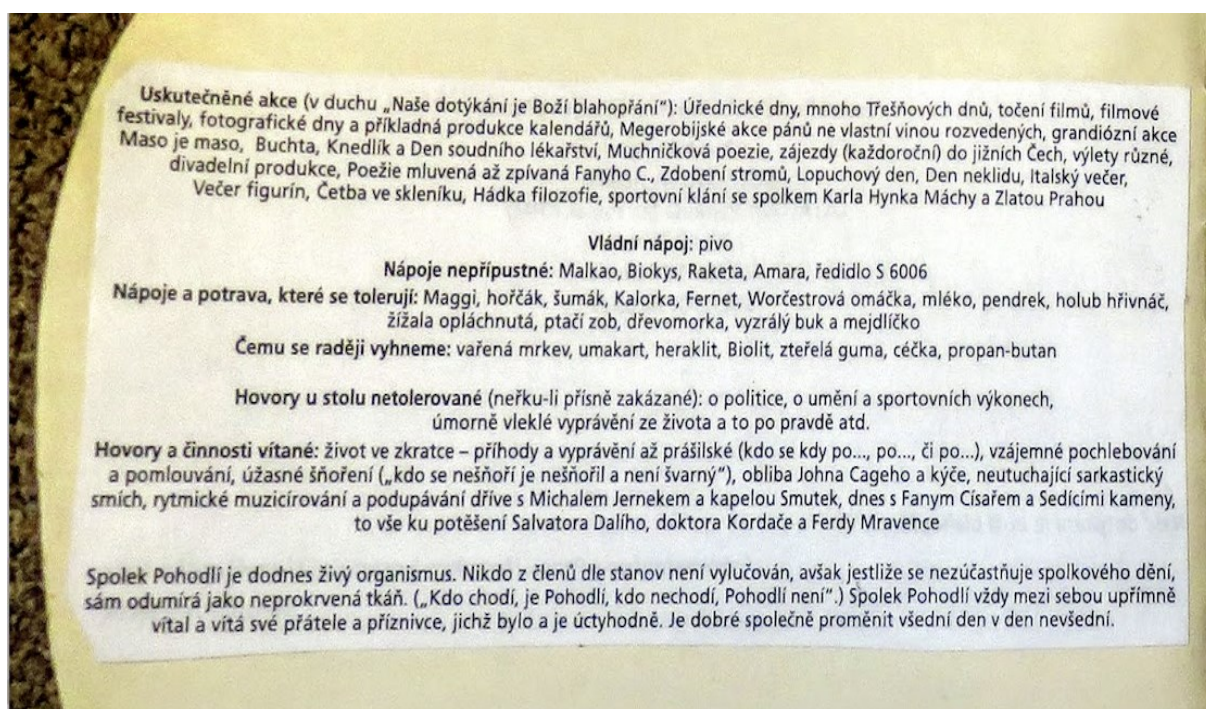 Uskutečněné akce (v duchu „Naše dotýkání je Boží blahopřání“): Úřednické dny, mnoho Třešňových dnů, točení filmů, filmové
festivaly, fotografické dny a příkladná produkce kalendářů, Megerobijské akce pánů ne vlastní vinou rozvedených, grandiózní akce
Maso je maso, Buchta, Knedlík a Den soudního lékařství, Muchničková poezie, zájezdy (každoroční) do jižních Čech, výlety různé,
divadelní produkce, Poežie mluvená až zpívaná Fanyho C., Zdobení stromů, Lopuchový den, Den neklidu, Italský večer,
Večer figurín, Četba ve skleníku, Hádka filozofie, sportovní klání se spolkem Karla Hynka Máchy a Zlatou Prahou
Vládní nápoj: pivo
Nápoje nepřípustné: Malkao, Biokys, Raketa, Amara, ředidlo S 6006
Nápoje a potrava, které se tolerují: Maggi, hořčák, šumák, Kalorka, Fernet, Worčestrová omáčka, mléko, pendrek, holub hřivnáč,
žížala opláchnutá, ptačí zob, dřevomorka, vyzrálý buk a mejdlíčko
Čemu se raději vyhneme: vařená mrkev, umakart, heraklit, Biolit, zteřelá guma, céčka, propan-butan
Hovory u stolu netolerované (neřku-li přísně zakázané): o politice, o umění a sportovních výkonech,
úmorně vleklé vyprávění ze života a to po pravdě atd.
Hovory a činnosti vítané: život ve zkratce – příhody a vyprávění až prášilské (kdo se kdy po..., po..., či po...), vzájemné pochlebování
a pomlouvání, úžasné šňoření („kdo se nešňoří je nešňořil a není švarný“), obliba Johna Cageho a kýče, neutuchající sarkastický
smích, rytmické muzicírování a podupávání dříve s Michalem Jernekem a kapelou Smutek, dnes s Fanym Císařem a Sedícími kameny,
to vše ku potěšení Salvatora Dalího, doktora Kordače a Ferdy Mravence
Spolek Pohodlí je dodnes živý organismus. Nikdo z členů dle stanov není vylučován, avšak jestliže se nezúčastňuje spolkového dění,
sám odumírá jako neprokrvená tkáň. („Kdo chodí, je Pohodlí, kdo nechodí, Pohodlí není“.) Spolek Pohodlí vždy mezi sebou upřímně
vítal a vítá své přátele a příznivce, jichž bylo a je úctyhodně. Je dobré společně proměnit všední den v den nevšední.